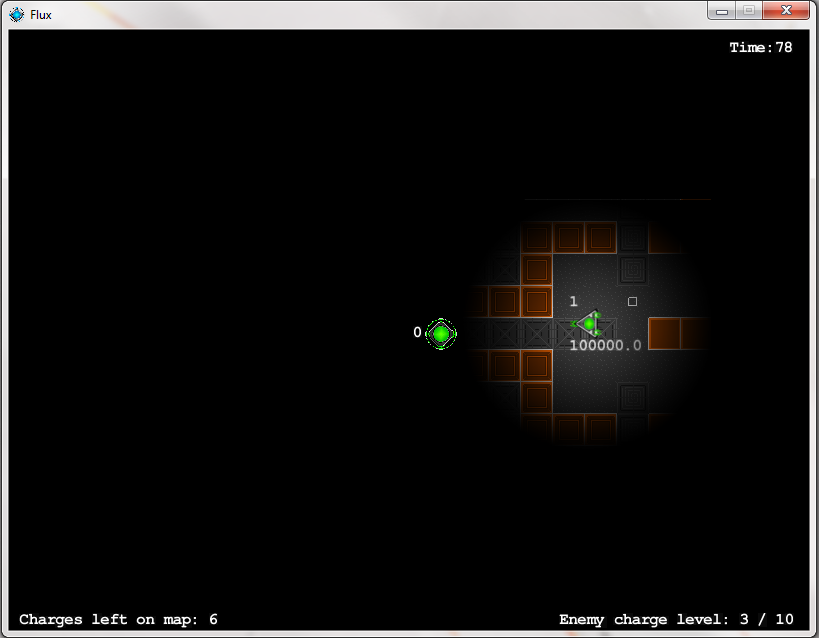 Flux
Time:78
1
0
100000.0
Charges left on map: 6
Enemy charge level: 3 / 10